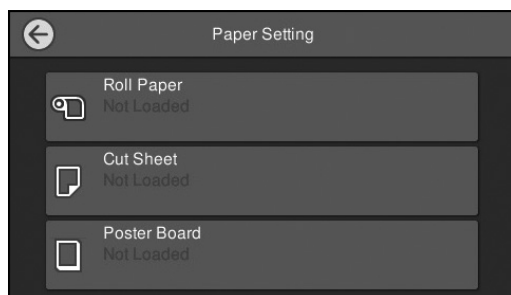 Paper Setting
Roll Paper
Not Loaded
Cut Sheet
Not Loaded
Poster Board
Not Loaded